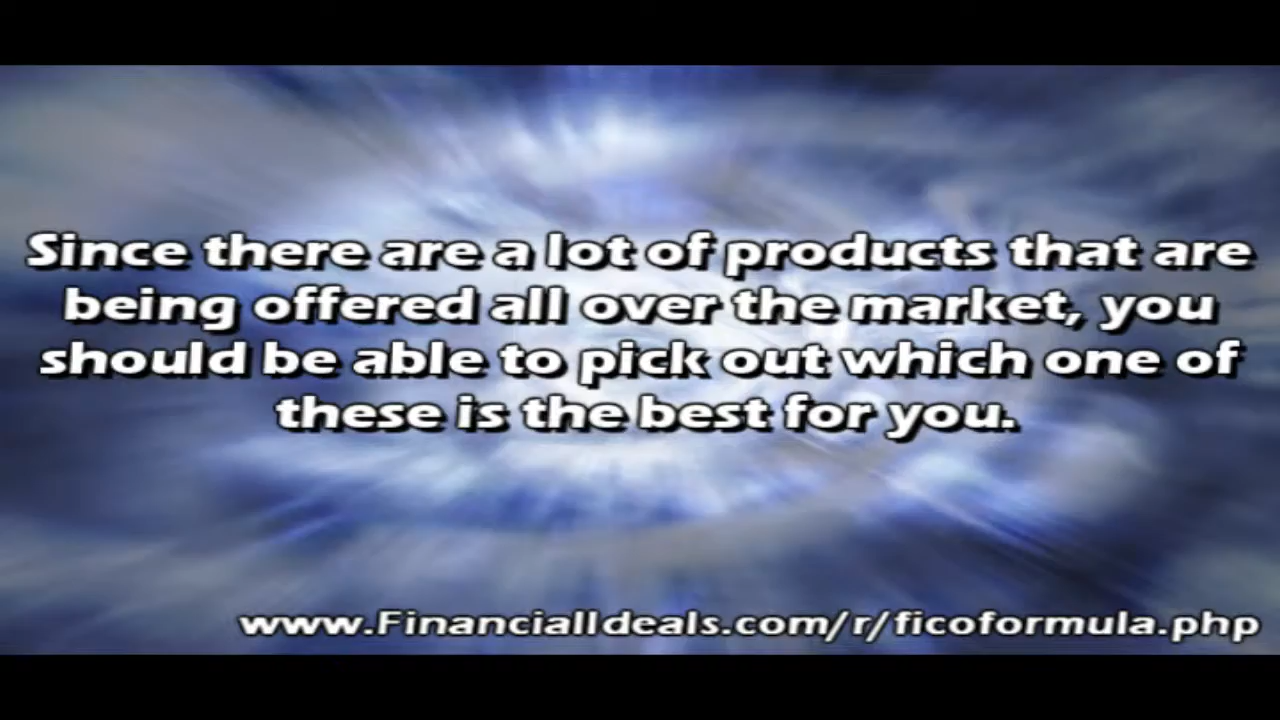 Since there are a lot of products that are
being offered all over the market, you
should be able to pick out which one of
these is the best for you.
www.FinancialIdeals.com/r/ficoformula.php